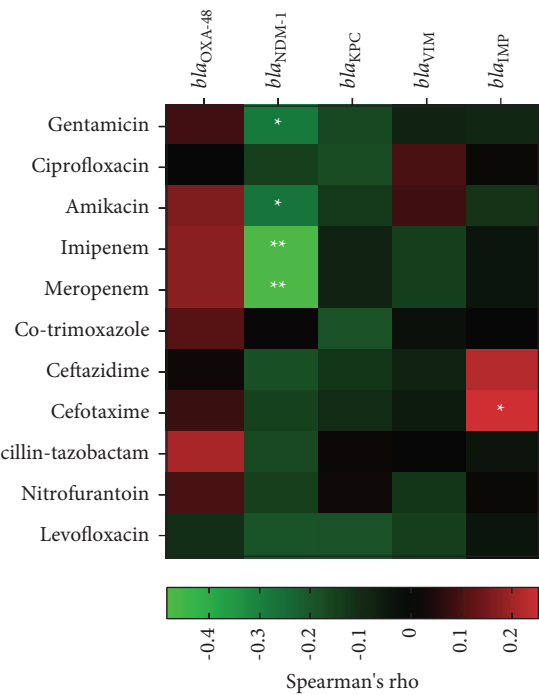 blaOXA-48 blaNDM-1 blaKPC blaVIM blaIMP
Gentamicin *
Ciprofloxacin
Amikacin *
Imipenem **
Meropenem **
Co-trimoxazole
Ceftazidime
Cefotaxime *
cillin-tazobactam
Nitrofurantoin
Levofloxacin
-0.4 -0.3 -0.2 -0.1 0 0.1 0.2
Spearman's rho